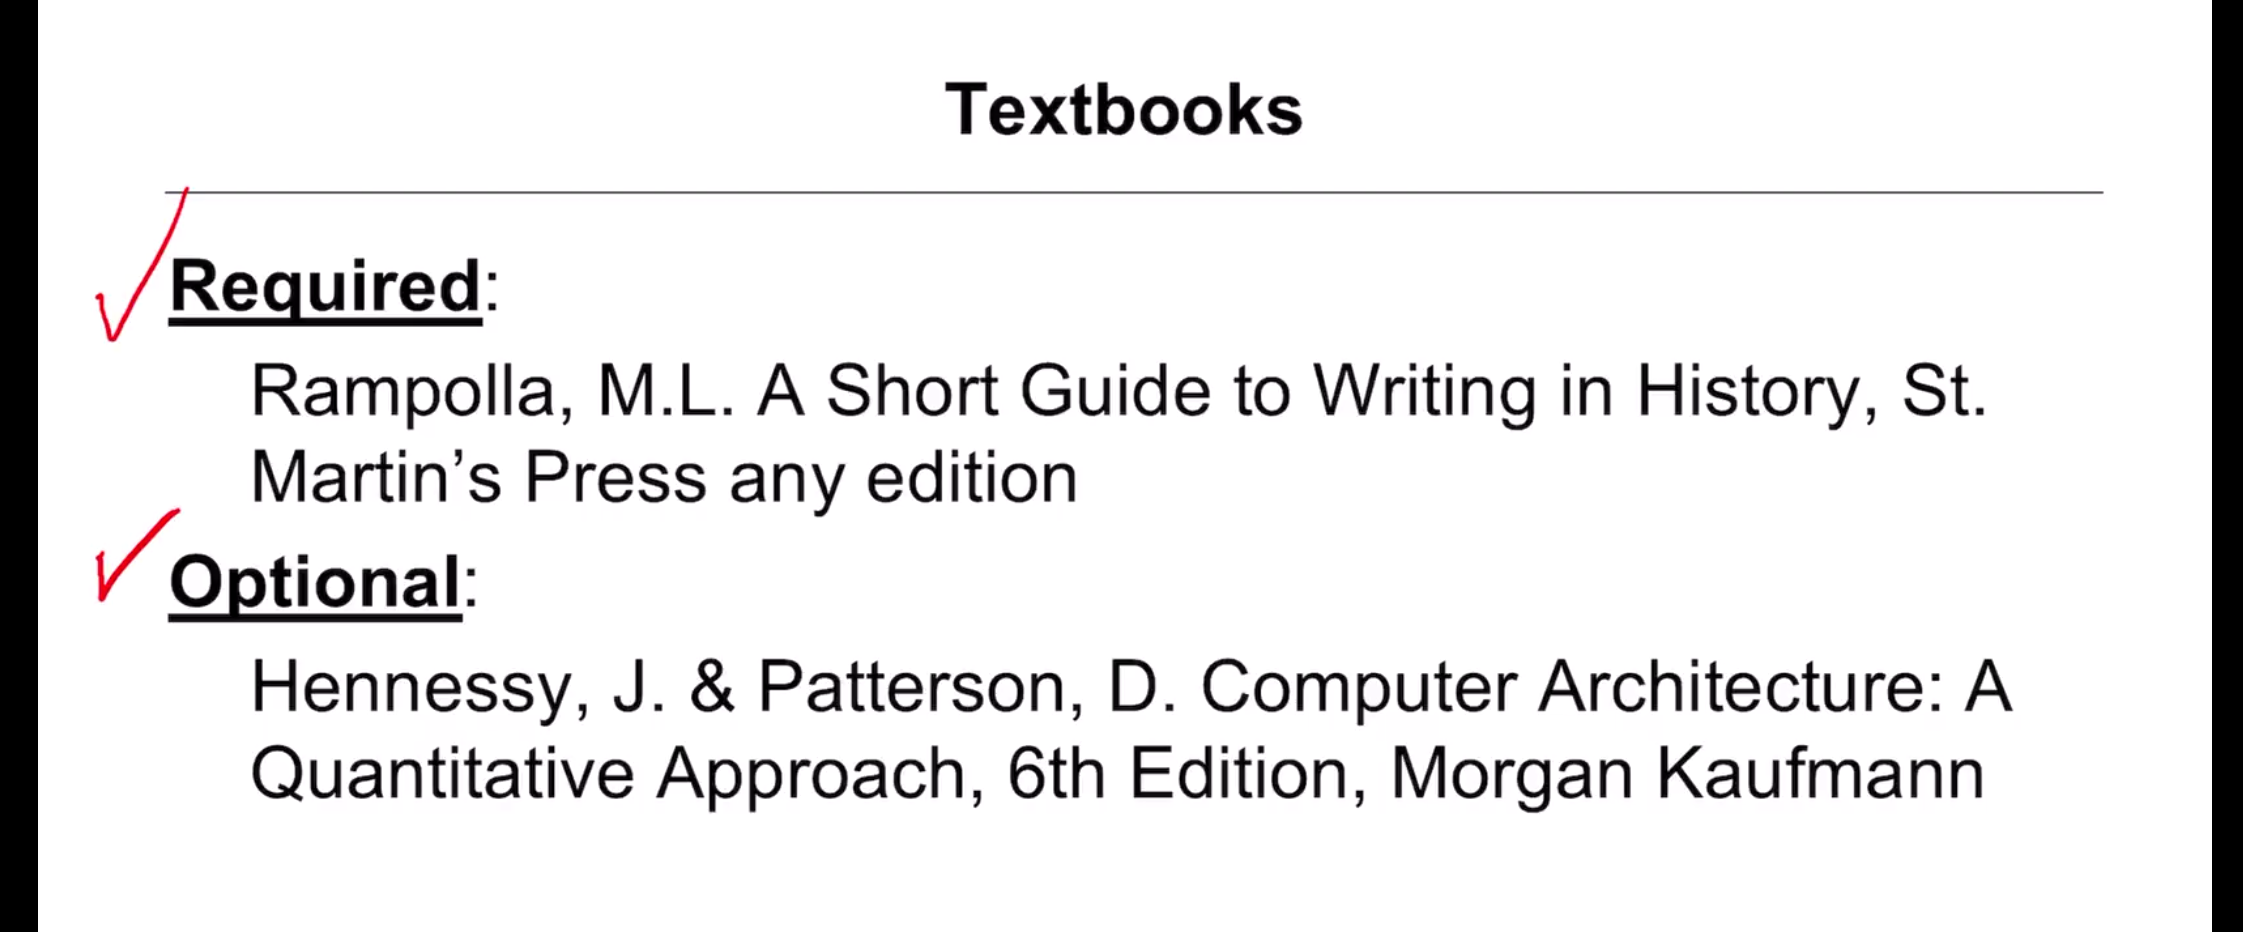 Textbooks
Required:
Rampolla, M.L. A Short Guide to Writing in History, St.
Martin’s Press any edition
Optional:
Hennessy, J. & Patterson, D. Computer Architecture: A
Quantitative Approach, 6th Edition, Morgan Kaufmann